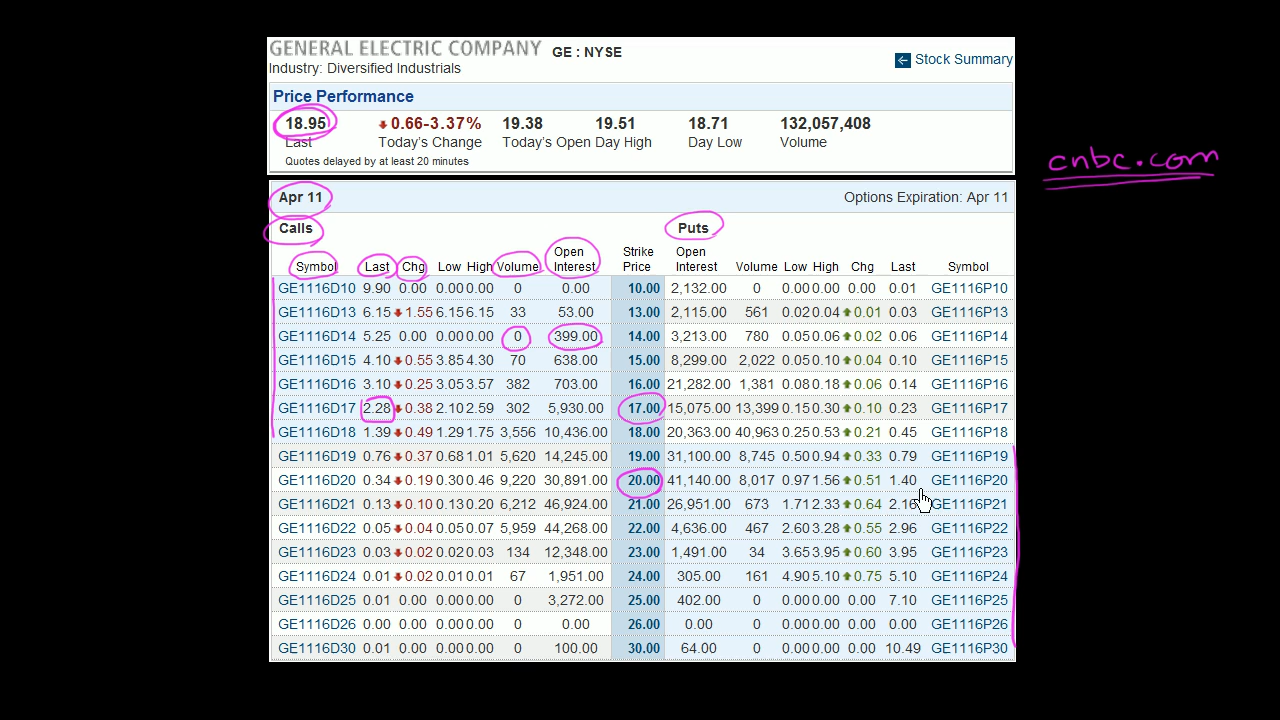 GENERAL ELECTRIC COMPANY GE : NYSE
Industry: Diversified Industrials
Stock Summary
Price Performance
18.95 0.66-3.37% 19.38 19.51 18.71 132,057,408
Last Today's Change Today's Open Day High Day Low Volume
Quotes delayed by at least 20 minutes
cnbc.com
Apr 11 Options Expiration: Apr 11
Calls Puts
Symbol Last Chg Low High Volume Open Interest Strike Price Open Interest Volume Low High Chg Last Symbol
GE1116D10 9.90 0.00 0.00 0.00 0 0.00 10.00 2,132.00 0 0.00 0.00 0.00 0.01 GE1116P10
GE1116D13 6.15 1.55 6.15 6.15 33 53.00 13.00 2,115.00 561 0.02 0.04 0.01 0.03 GE1116P13
GE1116D14 5.25 0.00 0.00 0.00 0 399.00 14.00 3,213.00 780 0.05 0.06 0.02 0.06 GE1116P14
GE1116D15 4.10 0.55 3.85 4.30 70 638.00 15.00 8,299.00 2,022 0.05 0.10 0.04 0.10 GE1116P15
GE1116D16 3.10 0.25 3.05 3.57 382 703.00 16.00 21,282.00 1,381 0.08 0.18 0.06 0.14 GE1116P16
GE1116D17 2.28 0.38 2.10 2.59 302 5,930.00 17.00 15,075.00 13,399 0.15 0.30 0.10 0.23 GE1116P17
GE1116D18 1.39 0.49 1.29 1.75 3,556 10,436.00 18.00 20,363.00 40,963 0.25 0.53 0.21 0.45 GE1116P18
GE1116D19 0.76 0.37 0.68 1.01 5,620 14,245.00 19.00 31,100.00 8,745 0.50 0.94 0.33 0.79 GE1116P19
GE1116D20 0.34 0.19 0.30 0.46 9,220 30,891.00 20.00 41,140.00 8,017 0.97 1.56 0.51 1.40 GE1116P20
GE1116D21 0.13 0.10 0.13 0.20 6,212 46,924.00 21.00 26,951.00 673 1.71 2.33 0.64 2.16 GE1116P21
GE1116D22 0.05 0.04 0.05 0.07 5,959 44,268.00 22.00 4,636.00 467 2.60 3.28 0.55 2.96 GE1116P22
GE1116D23 0.03 0.02 0.02 0.03 134 12,348.00 23.00 1,491.00 34 3.65 3.95 0.60 3.95 GE1116P23
GE1116D24 0.01 0.02 0.01 0.01 67 1,951.00 24.00 305.00 161 4.90 5.10 0.75 5.10 GE1116P24
GE1116D25 0.01 0.00 0.00 0.00 0 3,272.00 25.00 402.00 0 0.00 0.00 0.00 7.10 GE1116P25
GE1116D26 0.00 0.00 0.00 0.00 0 0.00 26.00 0.00 0 0.00 0.00 0.00 0.00 GE1116P26
GE1116D30 0.01 0.00 0.00 0.00 0 100.00 30.00 64.00 0 0.00 0.00 0.00 10.49 GE1116P30